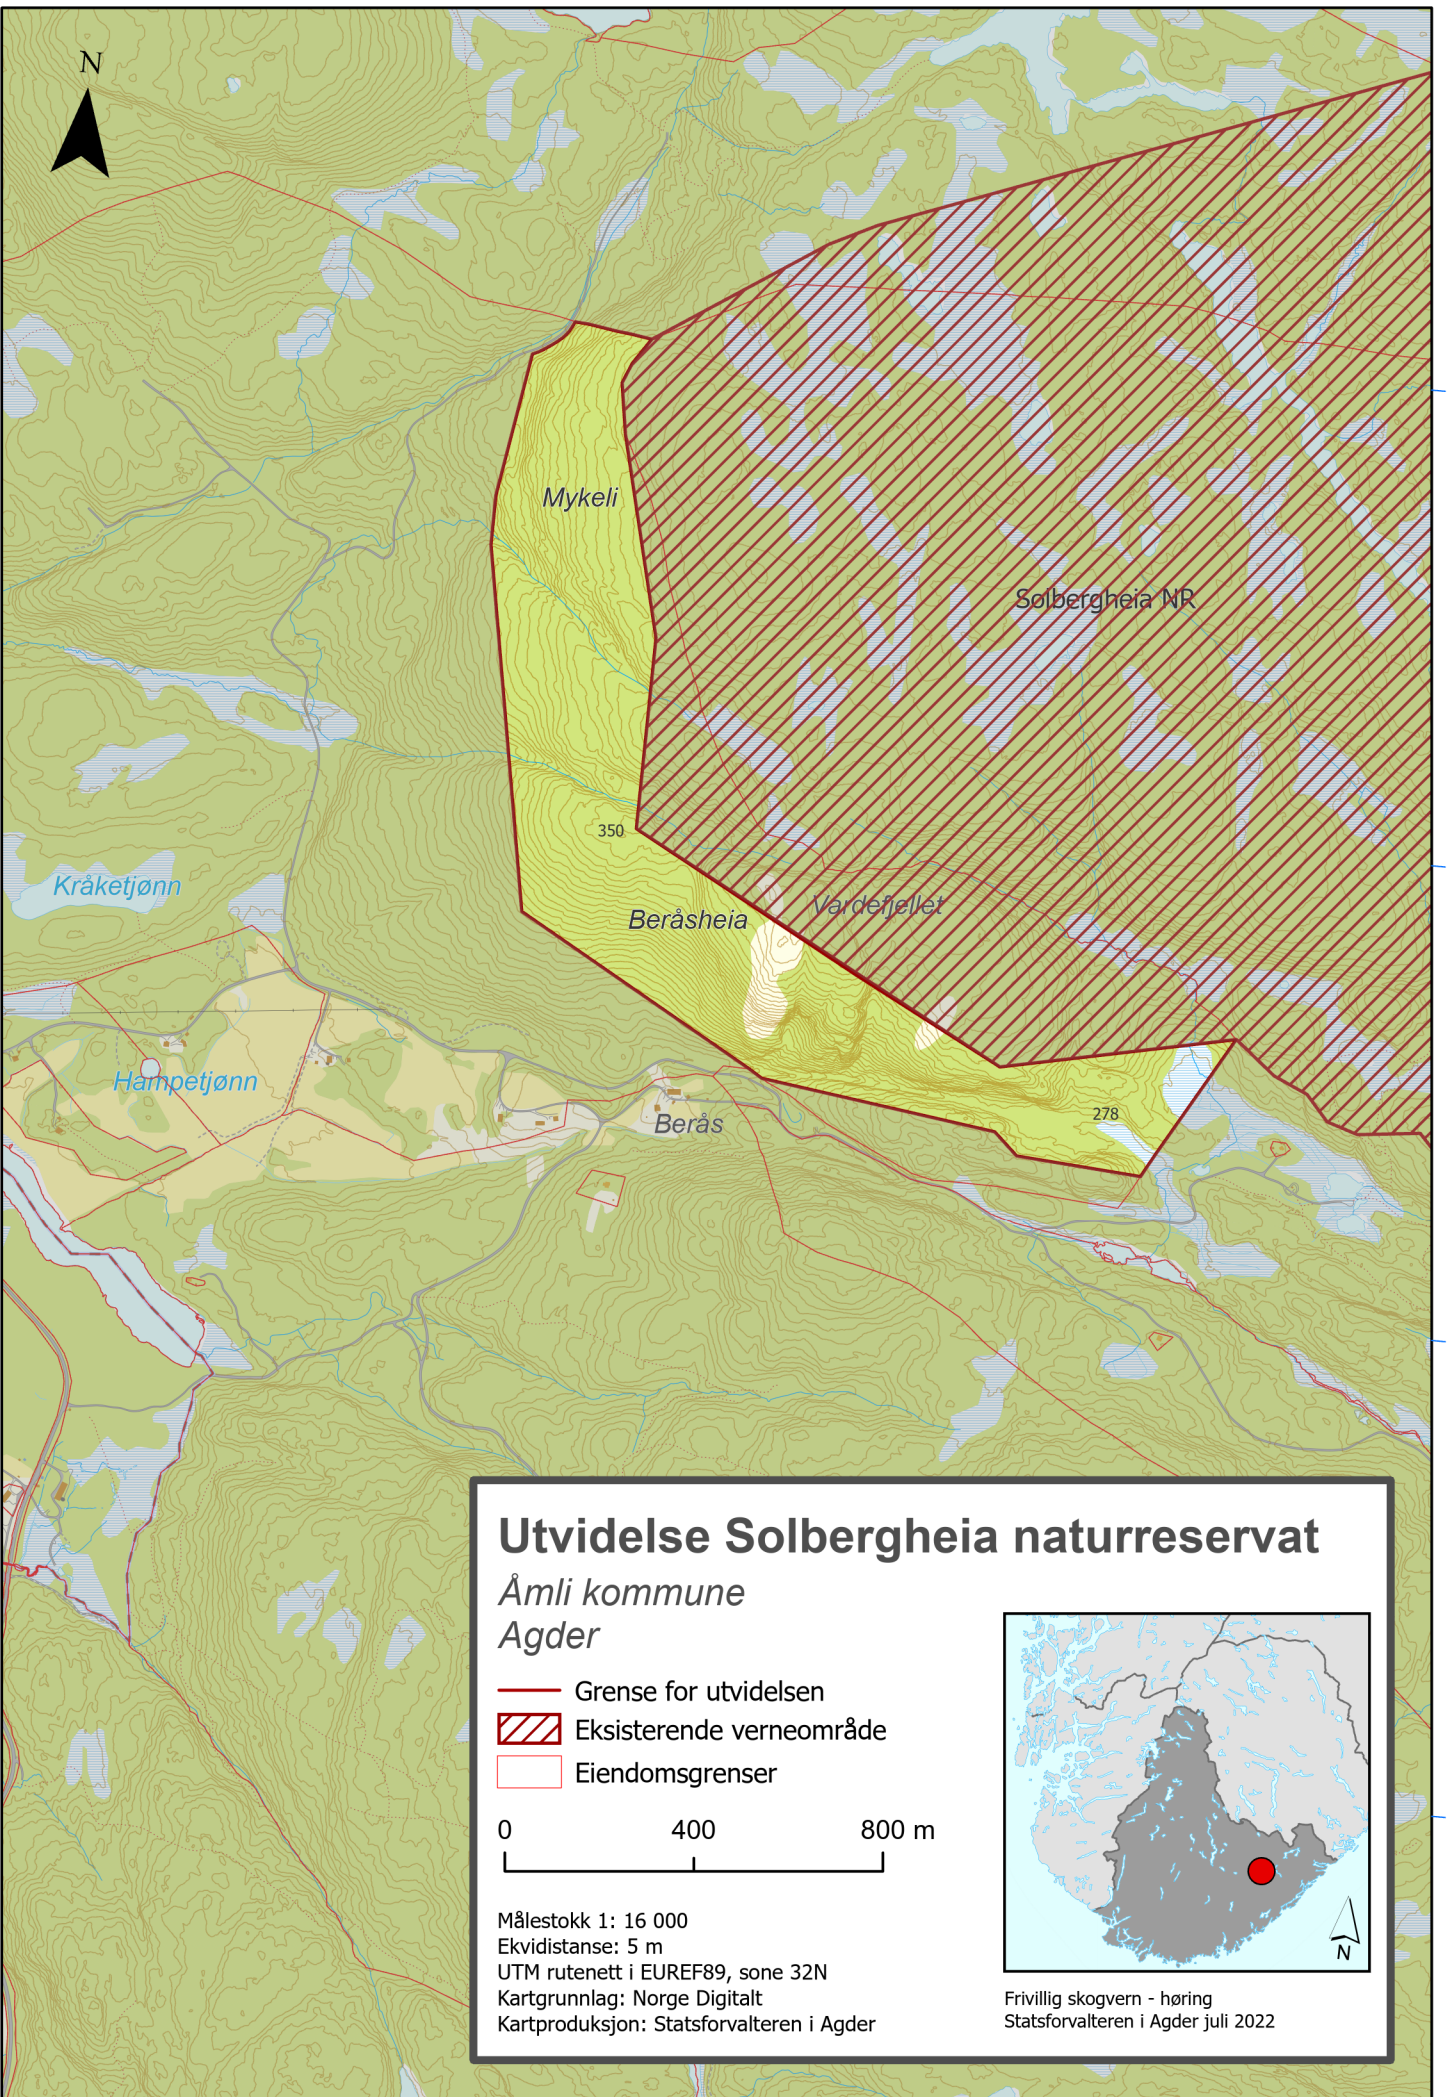 N
Mykeli
Solbergheia NR
350
Kråketjønn
Vardefjellet
Beråsheia
Hampetjønn
278
Berås
Utvidelse Solbergheia naturreservat
Åmli kommune
Agder
Grense for utvidelsen
Eksisterende verneområde
Eiendomsgrenser
0 400 800 m
Målestokk 1: 16 000
Ekvidistanse: 5 m
UTM rutenett i EUREF89, sone 32N
Kartgrunnlag: Norge Digitalt
Kartproduksjon: Statsforvalteren i Agder
N
Frivillig skogvern - høring
Statsforvalteren i Agder juli 2022